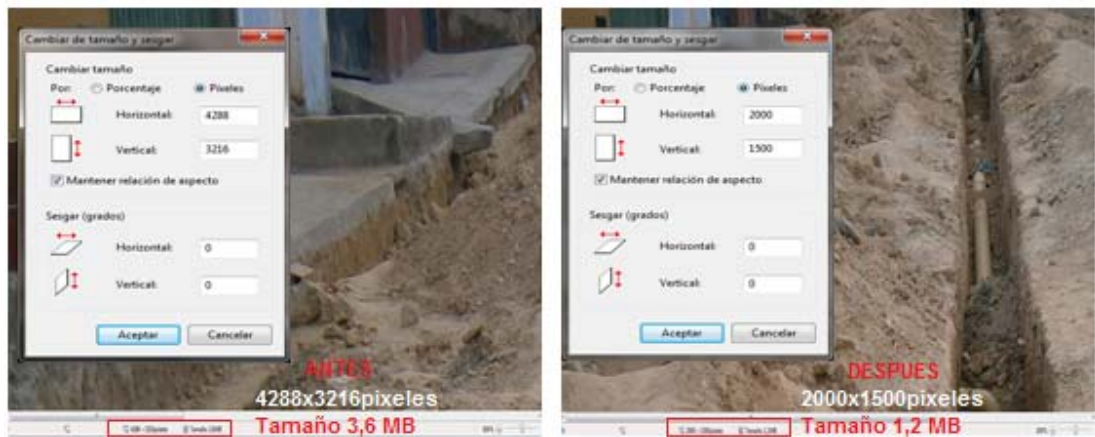 Cambiar de tamaño y sesgar
Cambiar tamaño
Por: Porcentaje Píxeles
Horizontal: 4288
Vertical: 3216
Mantener relación de aspecto
Sesgar (grados)
Horizontal: 0
Vertical: 0
Aceptar Cancelar
ANTES
4288x3216pixeles
Tamaño 3,6 MB
Cambiar de tamaño y sesgar
Cambiar tamaño
Por: Porcentaje Píxeles
Horizontal: 2000
Vertical: 1500
Mantener relación de aspecto
Sesgar (grados)
Horizontal: 0
Vertical: 0
Aceptar Cancelar
DESPUES
2000x1500pixeles
Tamaño 1,2 MB